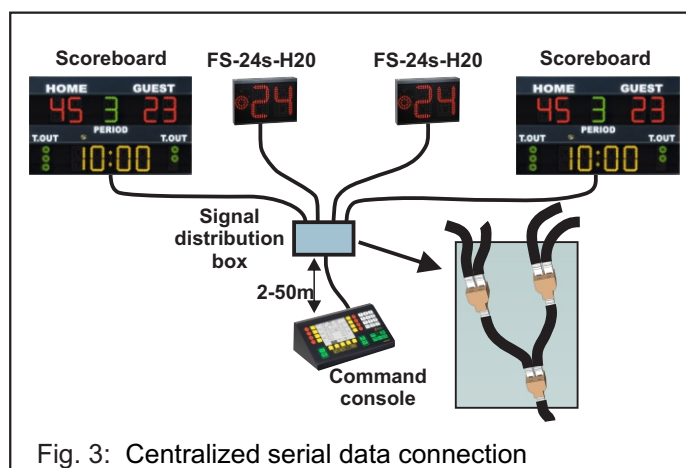 Scoreboard FS-24s-H20 FS-24s-H20 Scoreboard
HOME GUEST
45 3 23
PERIOD
T.OUT T.OUT
10:00
24
24
HOME GUEST
45 3 23
PERIOD
T.OUT T.OUT
10:00
Signal
distribution
box
2-50m
Command
console
Fig. 3: Centralized serial data connection